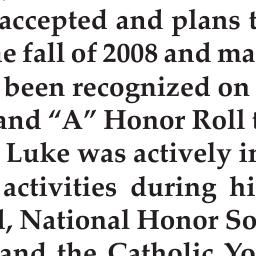 accepted and plans t
e fall of 2008 and ma
been recognized on
and “A” Honor Roll t
Luke was actively in
activities during hi
l, National Honor So
and the Catholic Yo